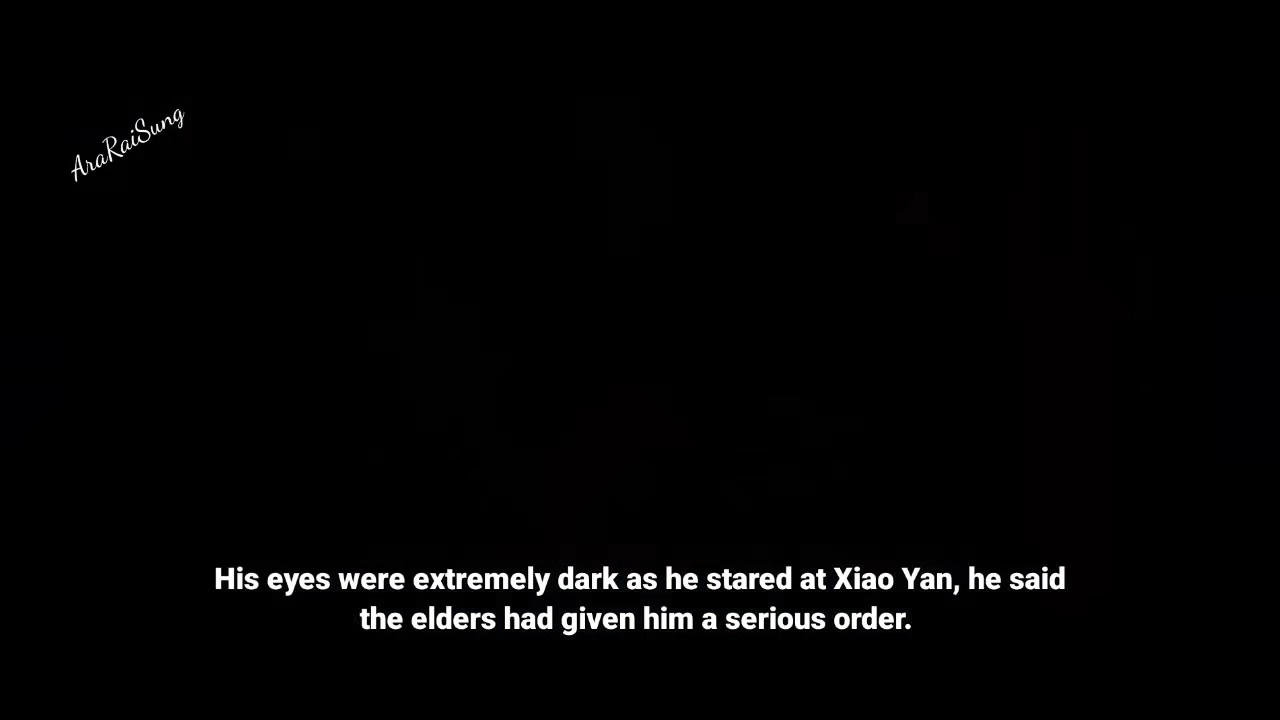 AraRaiSung
His eyes were extremely dark as he stared at Xiao Yan, he said
the elders had given him a serious order.